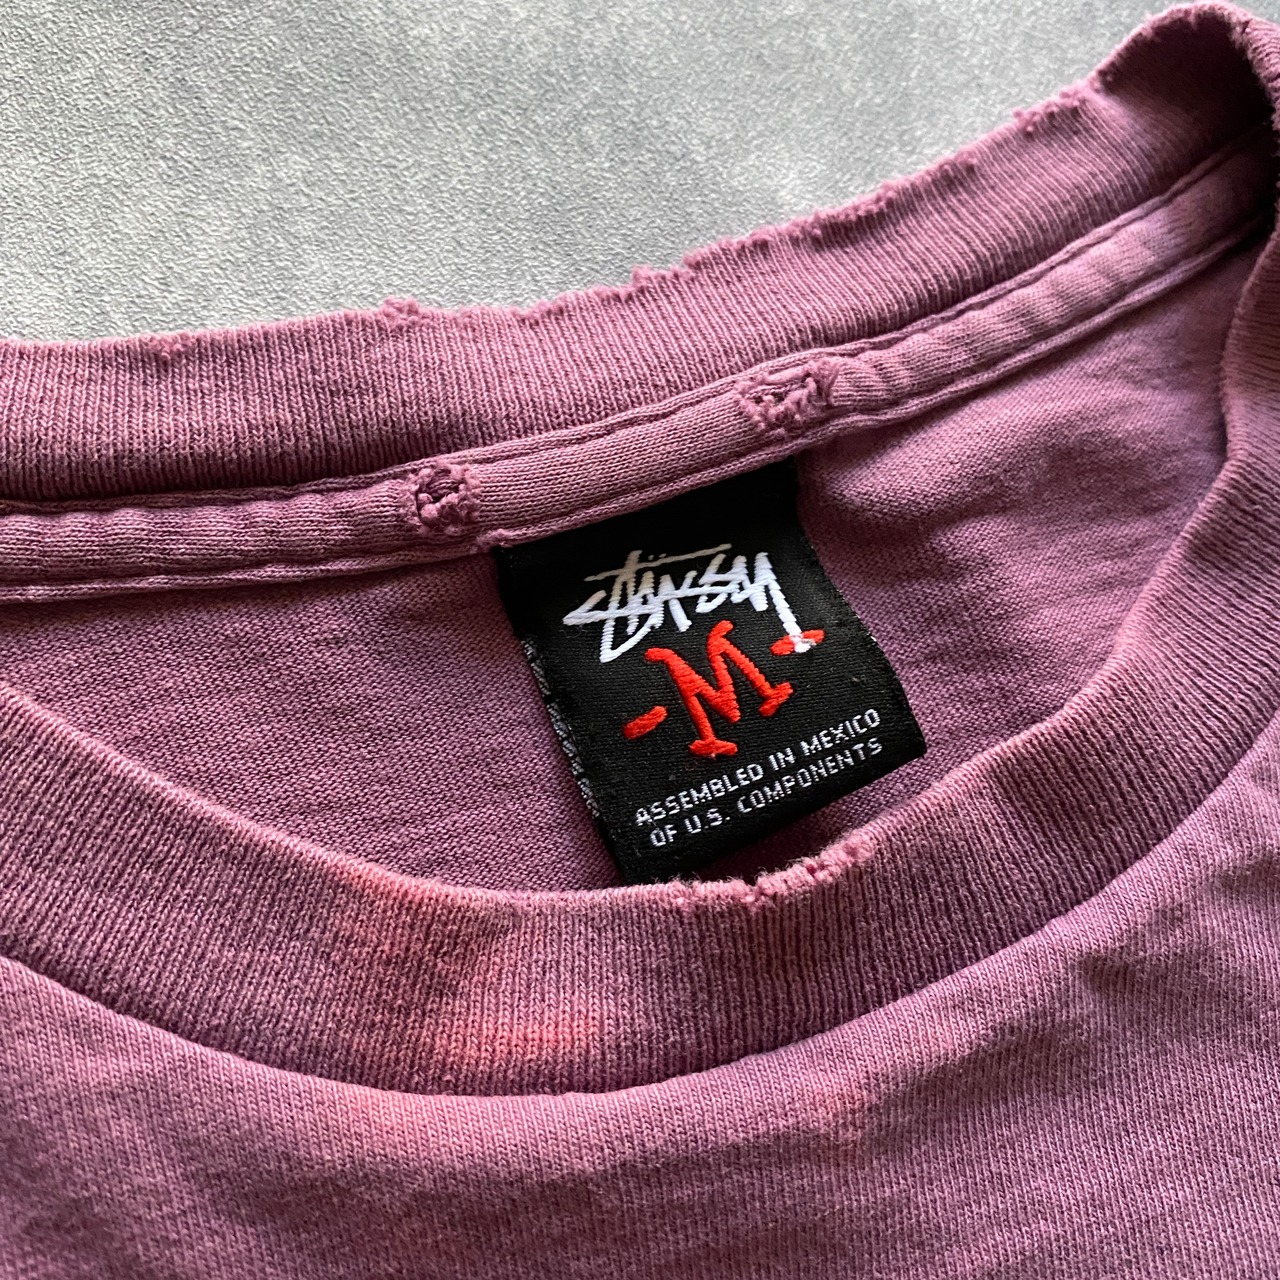 STÜSSY
-M-
ASSEMBLED IN MEXICO
OF U.S. COMPONENTS